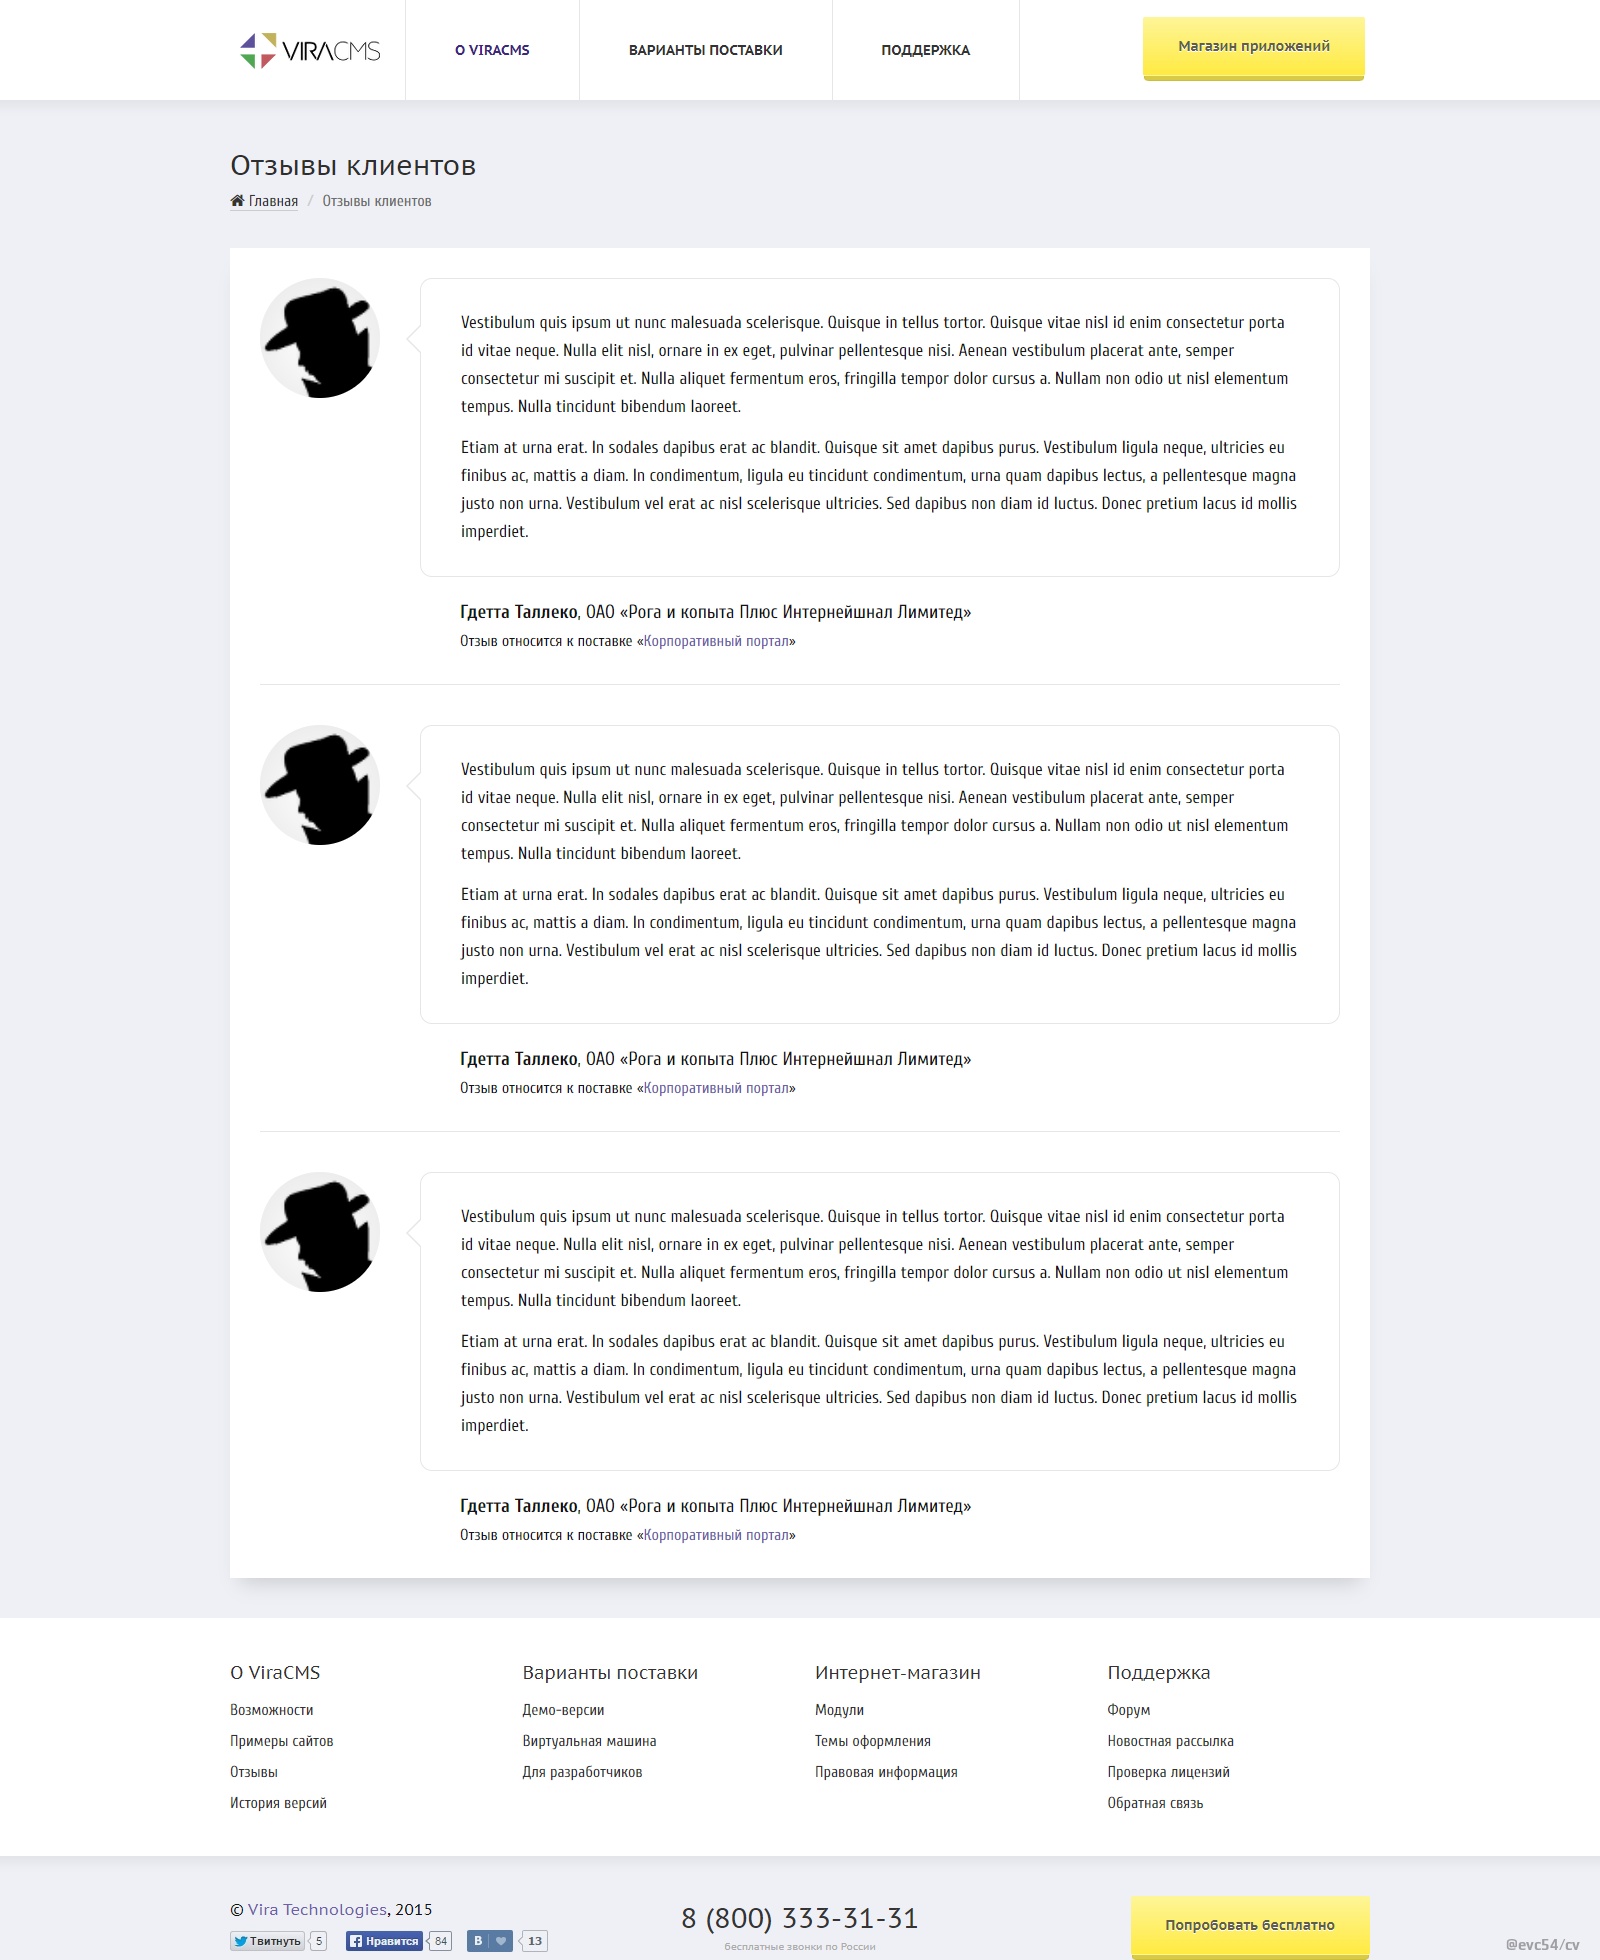 VIRACMS
О VIRACMS
ВАРИАНТЫ ПОСТАВКИ
ПОДДЕРЖКА
Магазин приложений
Отзывы клиентов
Главная / Отзывы клиентов
Vestibulum quis ipsum ut nunc malesuada scelerisque. Quisque in tellus tortor. Quisque vitae nisl id enim consectetur porta
id vitae neque. Nulla elit nisl, ornare in ex eget, pulvinar pellentesque nisi. Aenean vestibulum placerat ante, semper
consectetur mi suscipit et. Nulla aliquet fermentum eros, fringilla tempor dolor cursus a. Nullam non odio ut nisl elementum
tempus. Nulla tincidunt bibendum laoreet.
Etiam at urna erat. In sodales dapibus erat ac blandit. Quisque sit amet dapibus purus. Vestibulum ligula neque, ultricies eu
finibus ac, mattis a diam. In condimentum, ligula eu tincidunt condimentum, urna quam dapibus lectus, a pellentesque magna
justo non urna. Vestibulum vel erat ac nisl scelerisque ultricies. Sed dapibus non diam id luctus. Donec pretium lacus id mollis
imperdiet.
Гдетта Таллеко, ОАО «Рога и копыта Плюс Интернейшнал Лимитед»
Отзыв относится к поставке «Корпоративный портал»
Vestibulum quis ipsum ut nunc malesuada scelerisque. Quisque in tellus tortor. Quisque vitae nisl id enim consectetur porta
id vitae neque. Nulla elit nisl, ornare in ex eget, pulvinar pellentesque nisi. Aenean vestibulum placerat ante, semper
consectetur mi suscipit et. Nulla aliquet fermentum eros, fringilla tempor dolor cursus a. Nullam non odio ut nisl elementum
tempus. Nulla tincidunt bibendum laoreet.
Etiam at urna erat. In sodales dapibus erat ac blandit. Quisque sit amet dapibus purus. Vestibulum ligula neque, ultricies eu
finibus ac, mattis a diam. In condimentum, ligula eu tincidunt condimentum, urna quam dapibus lectus, a pellentesque magna
justo non urna. Vestibulum vel erat ac nisl scelerisque ultricies. Sed dapibus non diam id luctus. Donec pretium lacus id mollis
imperdiet.
Гдетта Таллеко, ОАО «Рога и копыта Плюс Интернейшнал Лимитед»
Отзыв относится к поставке «Корпоративный портал»
Vestibulum quis ipsum ut nunc malesuada scelerisque. Quisque in tellus tortor. Quisque vitae nisl id enim consectetur porta
id vitae neque. Nulla elit nisl, ornare in ex eget, pulvinar pellentesque nisi. Aenean vestibulum placerat ante, semper
consectetur mi suscipit et. Nulla aliquet fermentum eros, fringilla tempor dolor cursus a. Nullam non odio ut nisl elementum
tempus. Nulla tincidunt bibendum laoreet.
Etiam at urna erat. In sodales dapibus erat ac blandit. Quisque sit amet dapibus purus. Vestibulum ligula neque, ultricies eu
finibus ac, mattis a diam. In condimentum, ligula eu tincidunt condimentum, urna quam dapibus lectus, a pellentesque magna
justo non urna. Vestibulum vel erat ac nisl scelerisque ultricies. Sed dapibus non diam id luctus. Donec pretium lacus id mollis
imperdiet.
Гдетта Таллеко, ОАО «Рога и копыта Плюс Интернейшнал Лимитед»
Отзыв относится к поставке «Корпоративный портал»
О ViraCMS
Возможности
Примеры сайтов
Отзывы
История версий
Варианты поставки
Демо-версии
Виртуальная машина
Для разработчиков
Интернет-магазин
Модули
Темы оформления
Правовая информация
Поддержка
Форум
Новостная рассылка
Проверка лицензий
Обратная связь
© Vira Technologies, 2015
Твитнуть 5
Нравится 84
B 13
8 (800) 333-31-31
бесплатные звонки по России
Попробовать бесплатно
@evc54/cv